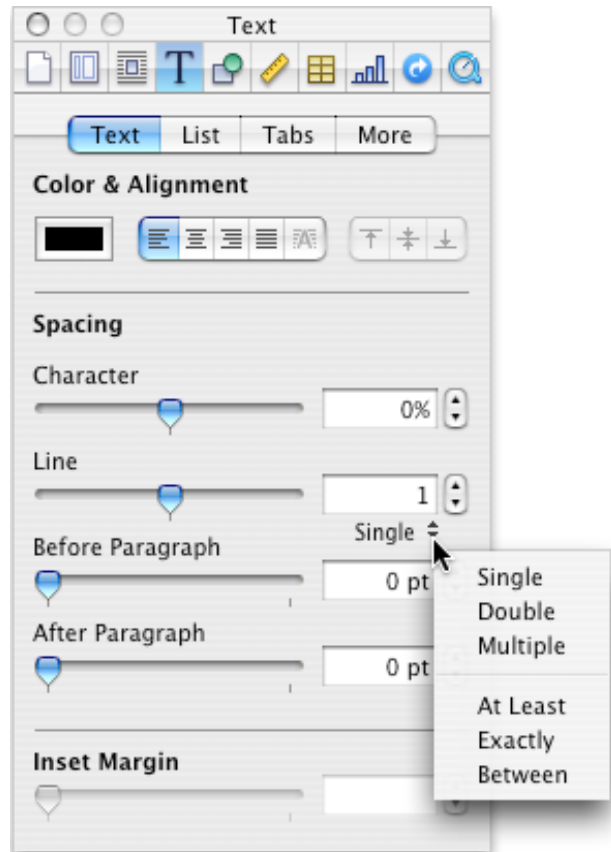 Text
T
Text List Tabs More
Color & Alignment
A
Spacing
Character
0%
Line
1
Single
Before Paragraph
0 pt
After Paragraph
0 pt
Inset Margin
Single
Double
Multiple
At Least
Exactly
Between